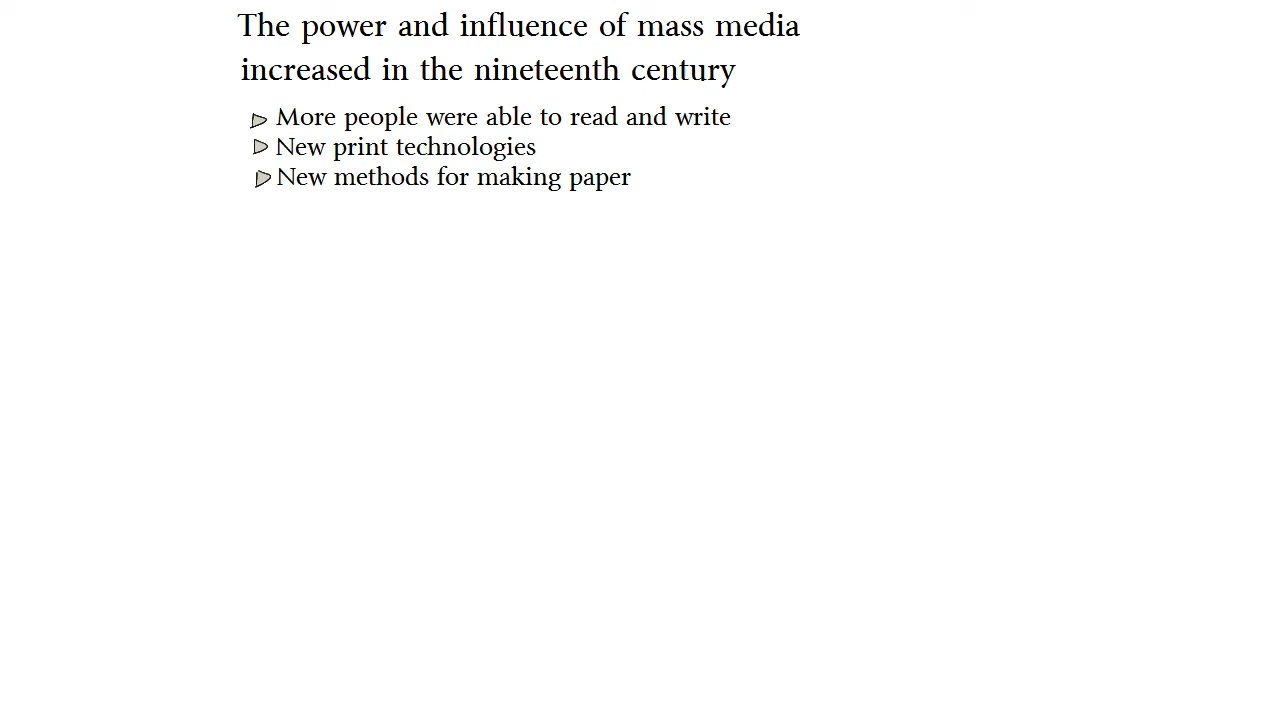 The power and influence of mass media
increased in the nineteenth century
More people were able to read and write
New print technologies
New methods for making paper